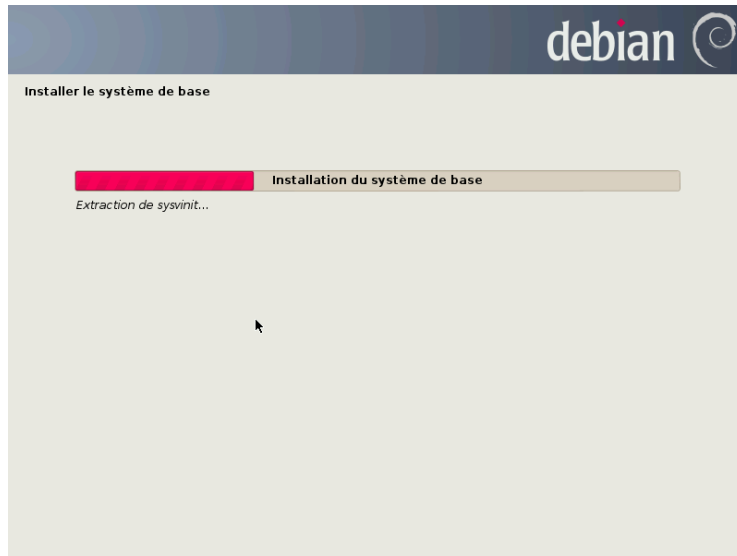 debian
Installer le système de base
Installation du système de base
Extraction de sysvinit...